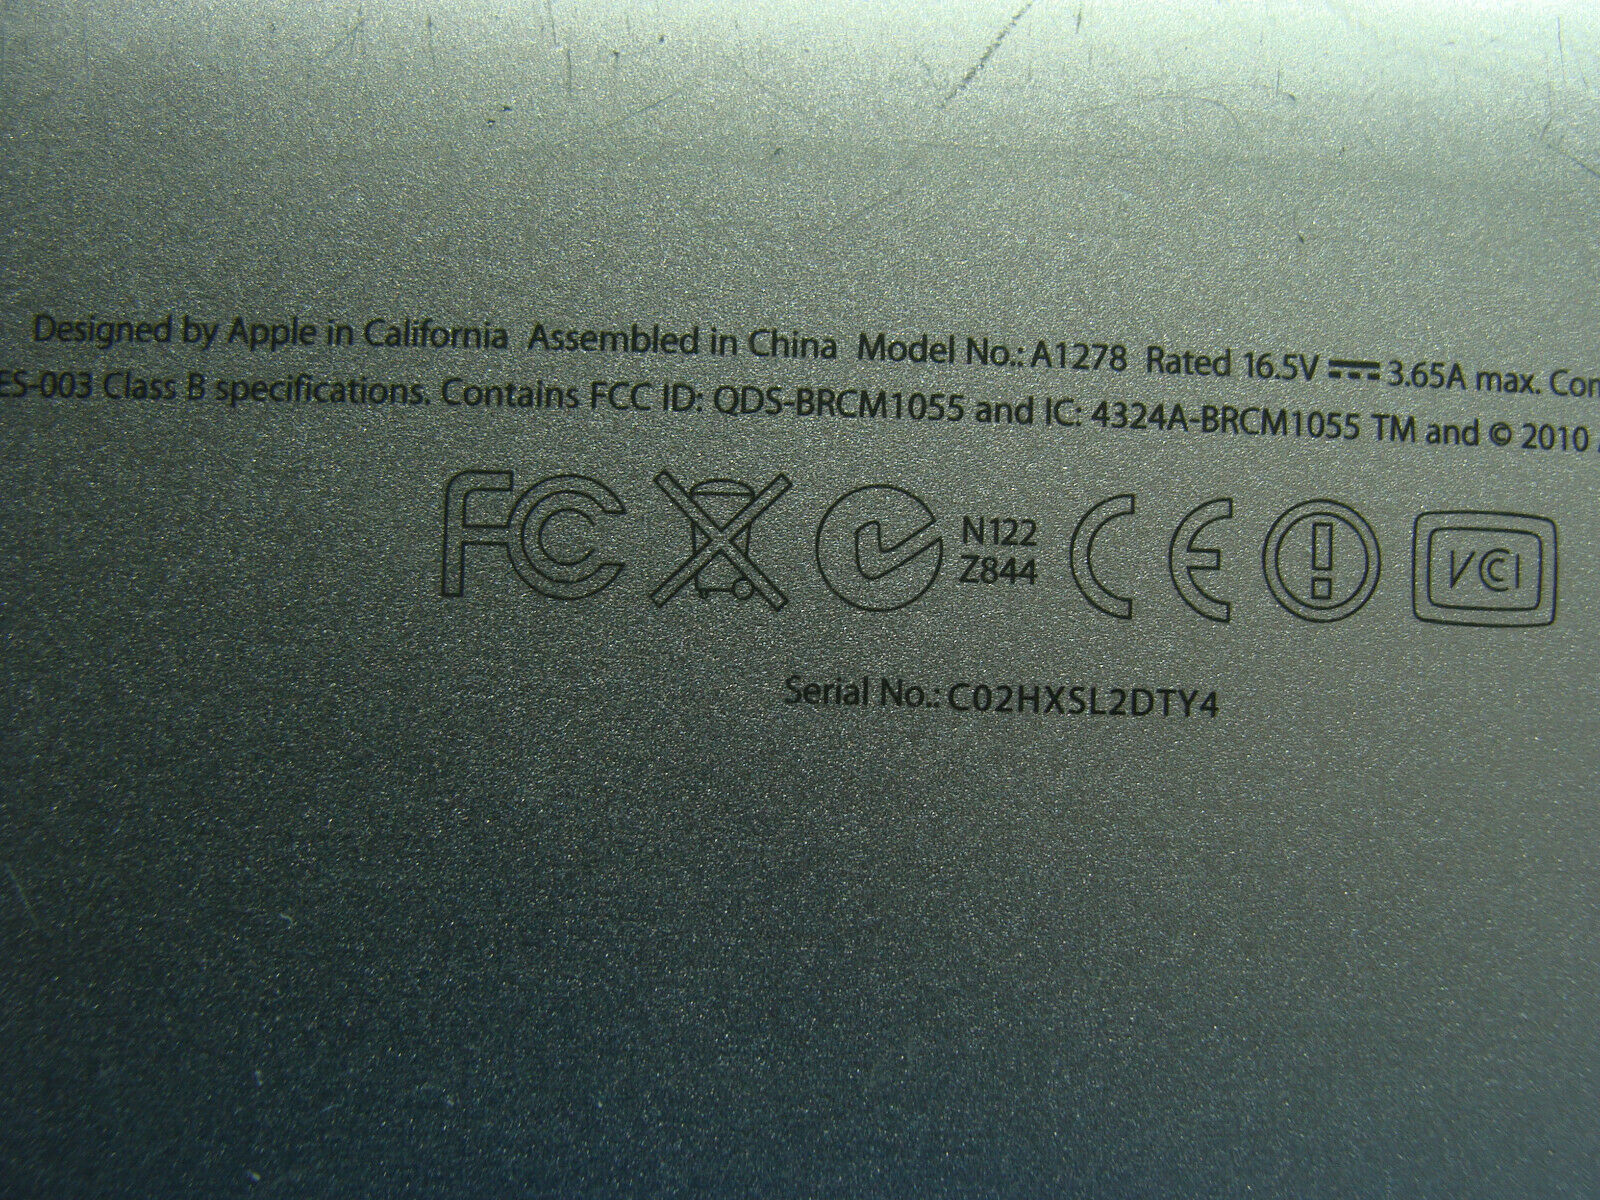 Designed by Apple in California Assembled in China Model No.: A1278 Rated 16.5V 3.65A max.
ES-003 Class B specifications. Contains FCC ID: QDS-BRCM1055 and IC: 4324A-BRCM1055 TM and © 2010
FC N122 CE ! VCCI
Z844
Serial No.: C02HXSL2DTY4